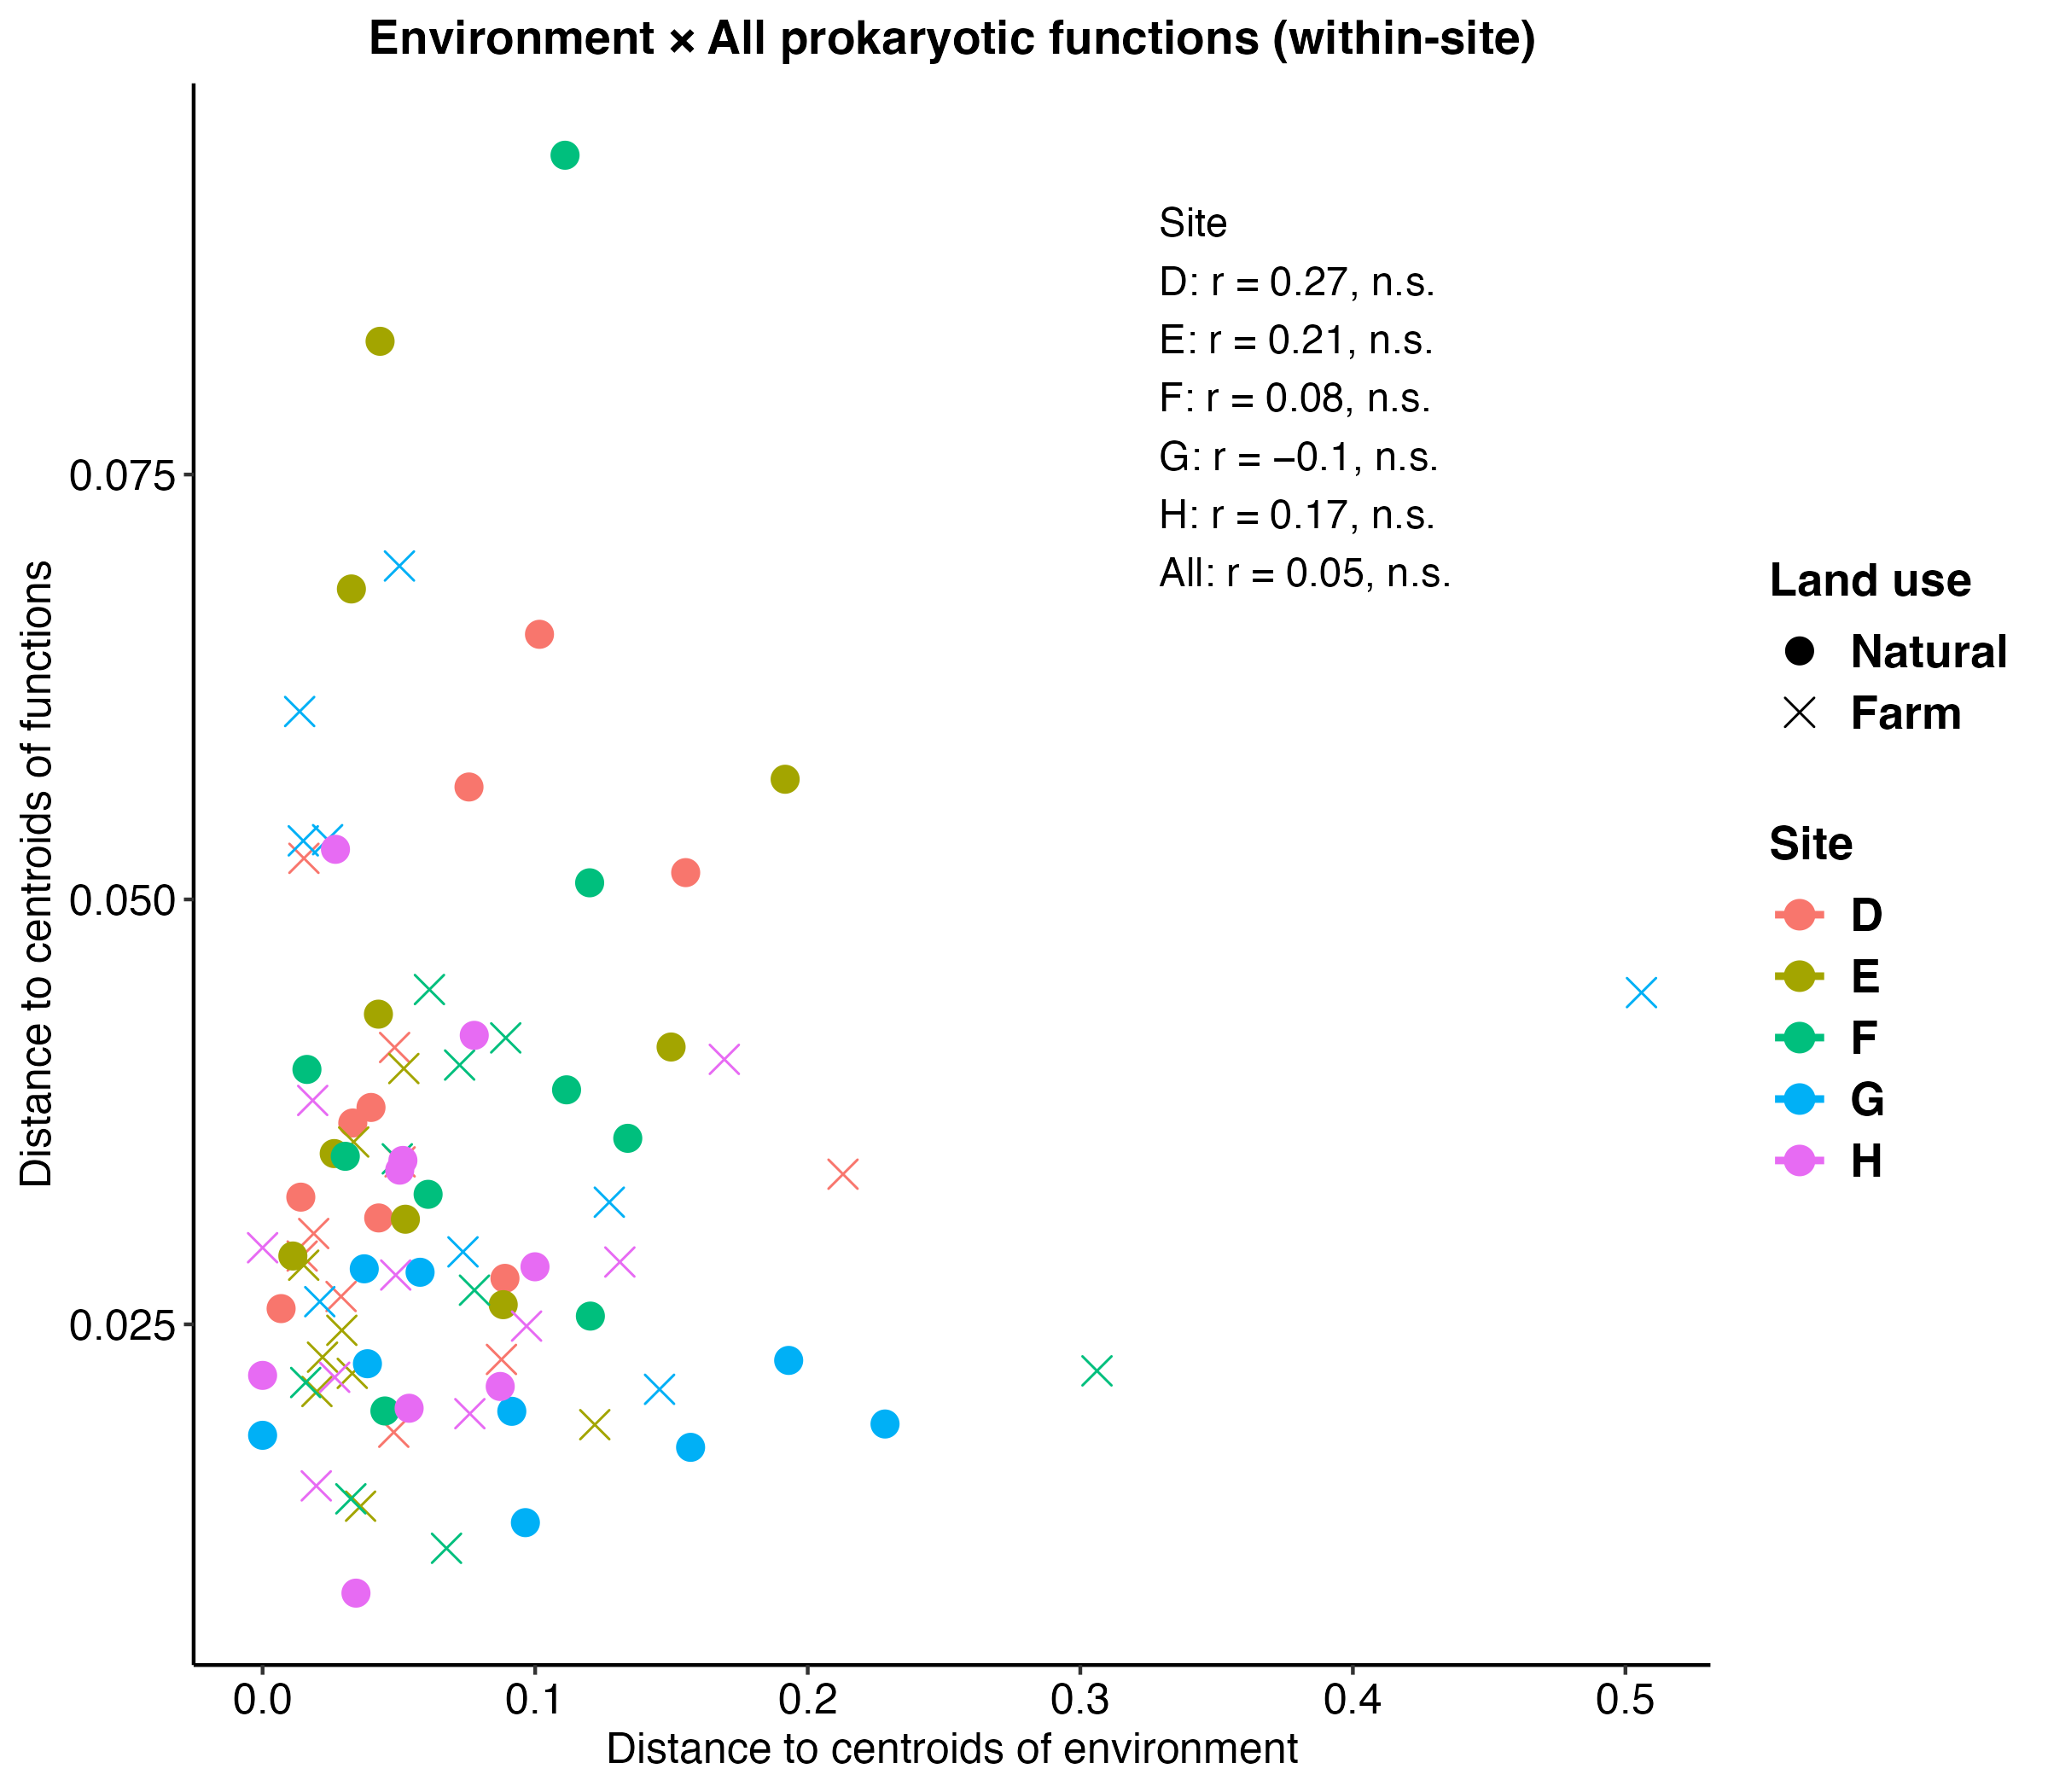 Environment × All prokaryotic functions (within-site)
Site
D: r = 0.27, n.s.
E: r = 0.21, n.s.
F: r = 0.08, n.s.
G: r = −0.1, n.s.
H: r = 0.17, n.s.
All: r = 0.05, n.s.
Distance to centroids of functions
0.075
0.050
0.025
0.0 0.1 0.2 0.3 0.4 0.5
Distance to centroids of environment
Land use
Natural
Farm
Site
D
E
F
G
H